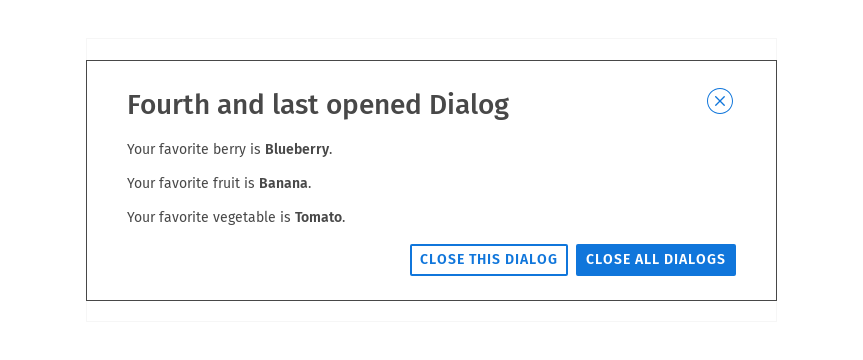 Fourth and last opened Dialog
Your favorite berry is Blueberry.
Your favorite fruit is Banana.
Your favorite vegetable is Tomato.
CLOSE THIS DIALOG
CLOSE ALL DIALOGS